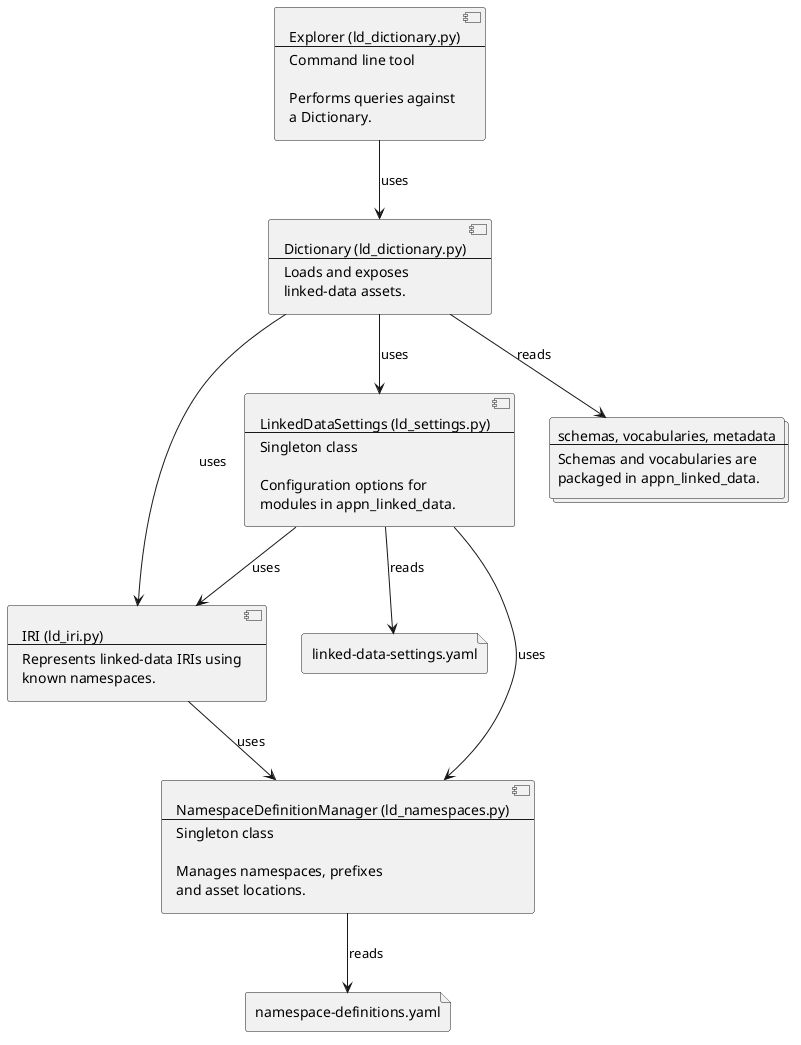 Explorer (ld_dictionary.py)
Command line tool
Performs queries against
a Dictionary.
uses
Dictionary (ld_dictionary.py)
Loads and exposes
linked-data assets.
uses
uses
reads
LinkedDataSettings (ld_settings.py)
Singleton class
Configuration options for
modules in appn_linked_data.
schemas, vocabularies, metadata
Schemas and vocabularies are
packaged in appn_linked_data.
uses
reads
uses
IRI (ld_iri.py)
Represents linked-data IRIs using
known namespaces.
linked-data-settings.yaml
uses
NamespaceDefinitionManager (ld_namespaces.py)
Singleton class
Manages namespaces, prefixes
and asset locations.
reads
namespace-definitions.yaml